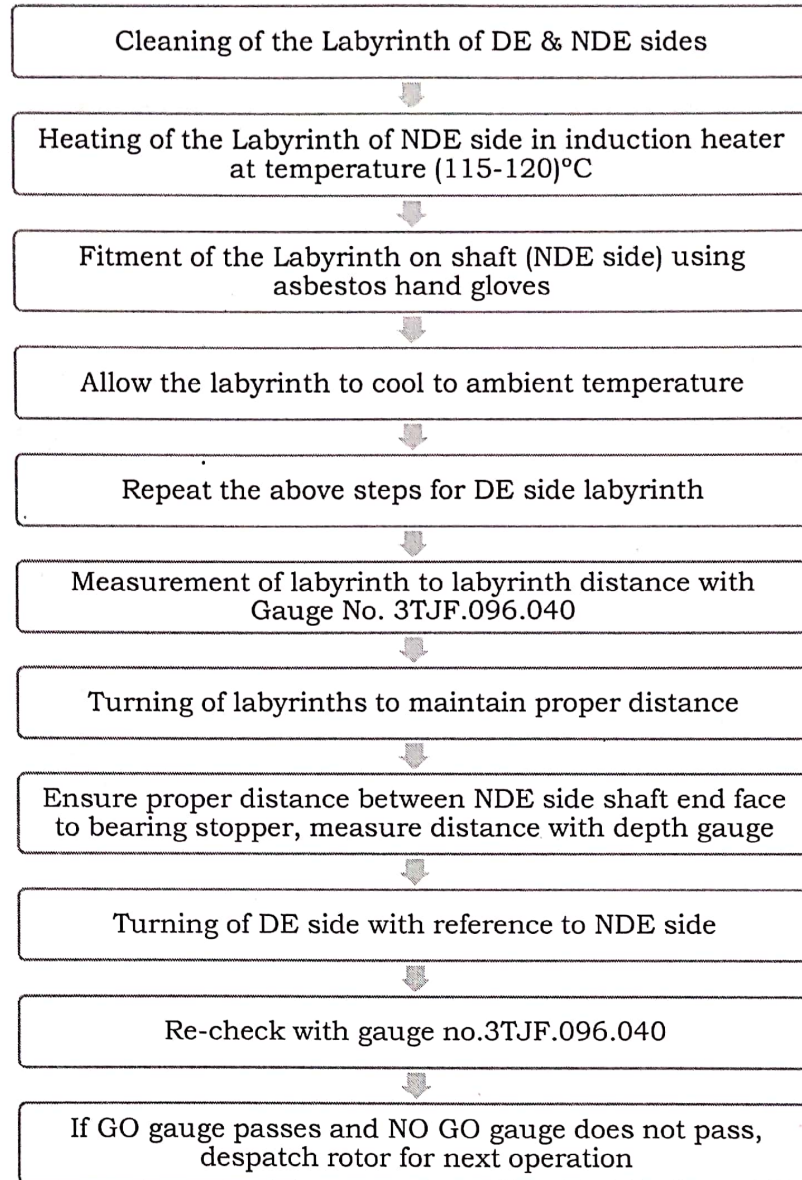 Cleaning of the Labyrinth of DE & NDE sides
Heating of the Labyrinth of NDE side in induction heater
at temperature (115-120)ºC
Fitment of the Labyrinth on shaft (NDE side) using
asbestos hand gloves
Allow the labyrinth to cool to ambient temperature
Repeat the above steps for DE side labyrinth
Measurement of labyrinth to labyrinth distance with
Gauge No. 3TJF.096.040
Turning of labyrinths to maintain proper distance
Ensure proper distance between NDE side shaft end face
to bearing stopper, measure distance with depth gauge
Turning of DE side with reference to NDE side
Re-check with gauge no.3TJF.096.040
If GO gauge passes and NO GO gauge does not pass,
despatch rotor for next operation